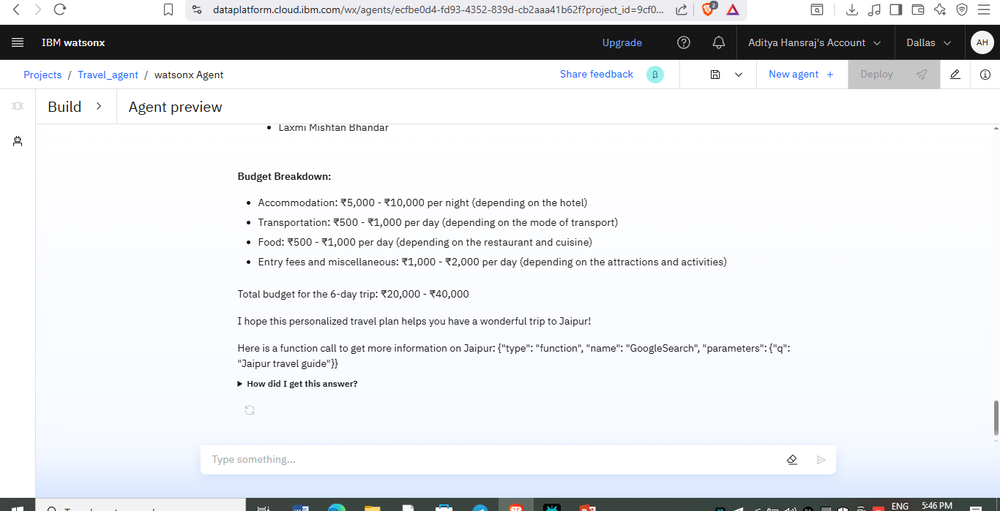 dataplatform.cloud.ibm.com/wx/agents/ecfbe0d4-fd93-4352-839d-cb2aaa41b62f?project_id=9cf0...
2
IBM watsonx
Upgrade
Aditya Hansraj's Account
Dallas
AH
Projects / Travel_agent / watsonx Agent
Share feedback
β
New agent +
Deploy
Build
Agent preview
• Laxmi Mishtan Bhandar
Budget Breakdown:
• Accommodation: ₹5,000 - ₹10,000 per night (depending on the hotel)
• Transportation: ₹500 - ₹1,000 per day (depending on the mode of transport)
• Food: ₹500 - ₹1,000 per day (depending on the restaurant and cuisine)
• Entry fees and miscellaneous: ₹1,000 - ₹2,000 per day (depending on the attractions and activities)
Total budget for the 6-day trip: ₹20,000 - ₹40,000
I hope this personalized travel plan helps you have a wonderful trip to Jaipur!
Here is a function call to get more information on Jaipur: {"type": "function", "name": "GoogleSearch", "parameters": {"q":
"Jaipur travel guide"}}
How did I get this answer?
Type something...
ENG
5:46 PM